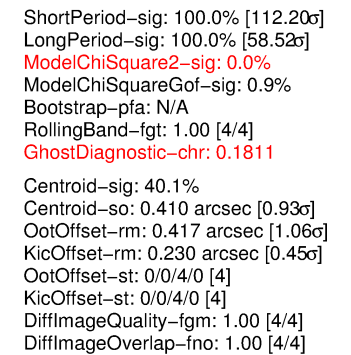 ShortPeriod−sig: 100.0% [112.20σ]
LongPeriod−sig: 100.0% [58.52σ]
ModelChiSquare2−sig: 0.0%
ModelChiSquareGof−sig: 0.9%
Bootstrap−pfa: N/A
RollingBand−fgt: 1.00 [4/4]
GhostDiagnostic−chr: 0.1811
Centroid−sig: 40.1%
Centroid−so: 0.410 arcsec [0.93σ]
OotOffset−rm: 0.417 arcsec [1.06σ]
KicOffset−rm: 0.230 arcsec [0.45σ]
OotOffset−st: 0/0/4/0 [4]
KicOffset−st: 0/0/4/0 [4]
DiffImageQuality−fgm: 1.00 [4/4]
DiffImageOverlap−fno: 1.00 [4/4]